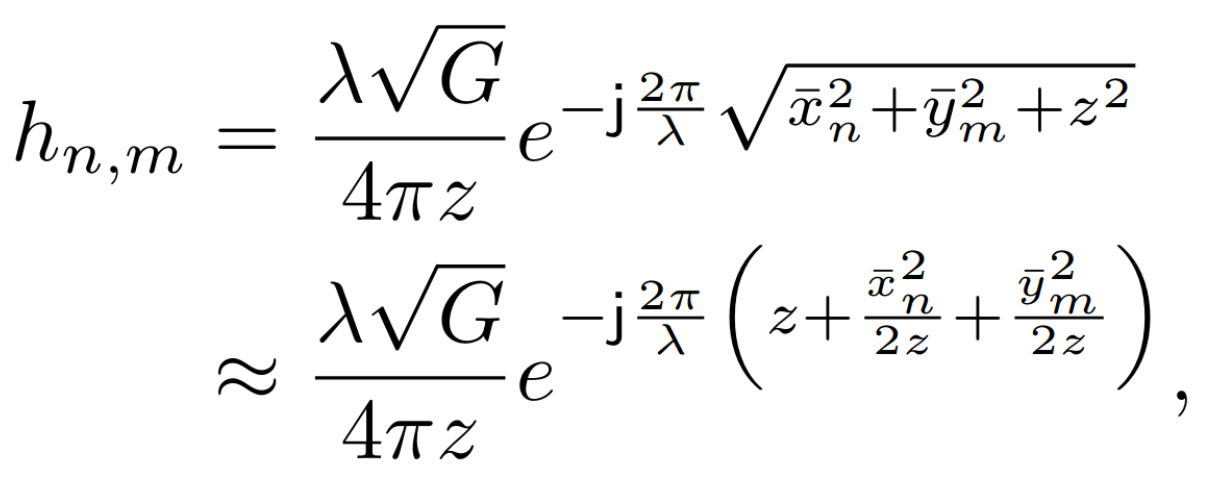 h_{n,m} = \frac{\lambda\sqrt{G}}{4\pi z} e^{-\mathsf{j}\frac{2\pi}{\lambda}\sqrt{\bar{x}_n^2+\bar{y}_m^2+z^2}}
\approx \frac{\lambda\sqrt{G}}{4\pi z} e^{-\mathsf{j}\frac{2\pi}{\lambda}\left(z+\frac{\bar{x}_n^2}{2z}+\frac{\bar{y}_m^2}{2z}\right)},